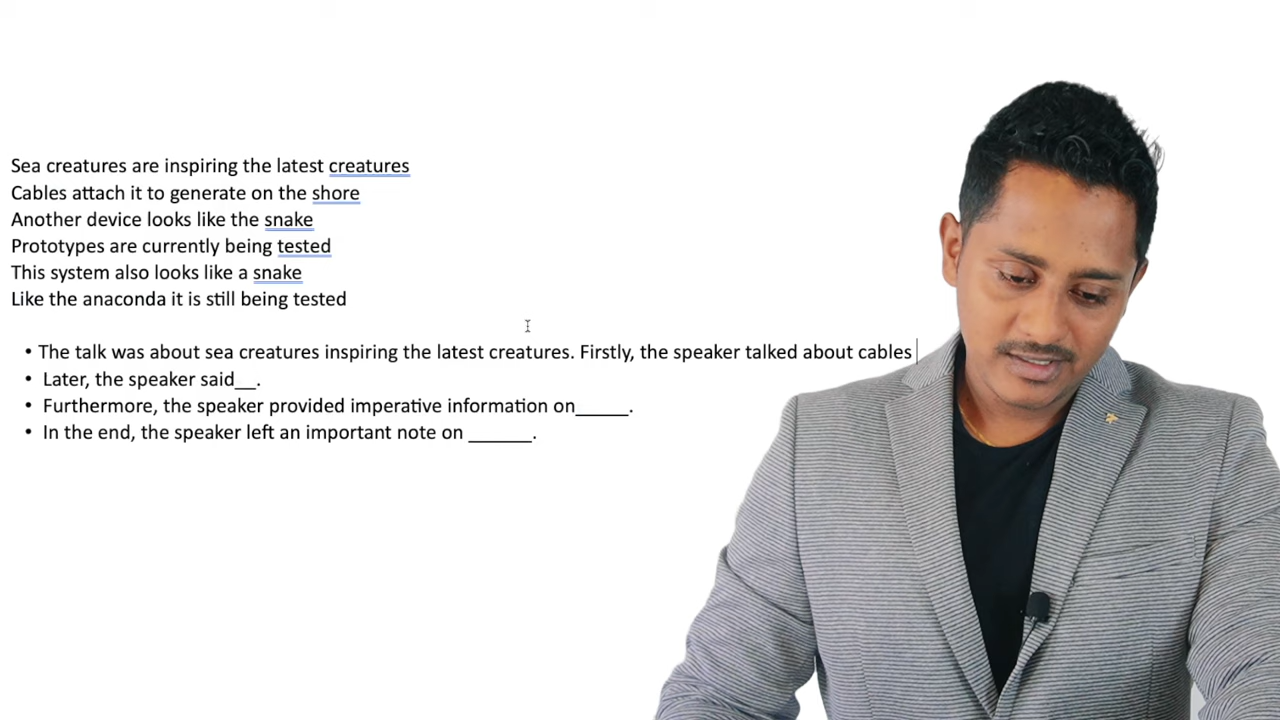 Sea creatures are inspiring the latest creatures
Cables attach it to generate on the shore
Another device looks like the snake
Prototypes are currently being tested
This system also looks like a snake
Like the anaconda it is still being tested
• The talk was about sea creatures inspiring the latest creatures. Firstly, the speaker talked about cables
• Later, the speaker said__.
• Furthermore, the speaker provided imperative information on_____.
• In the end, the speaker left an important note on ______.